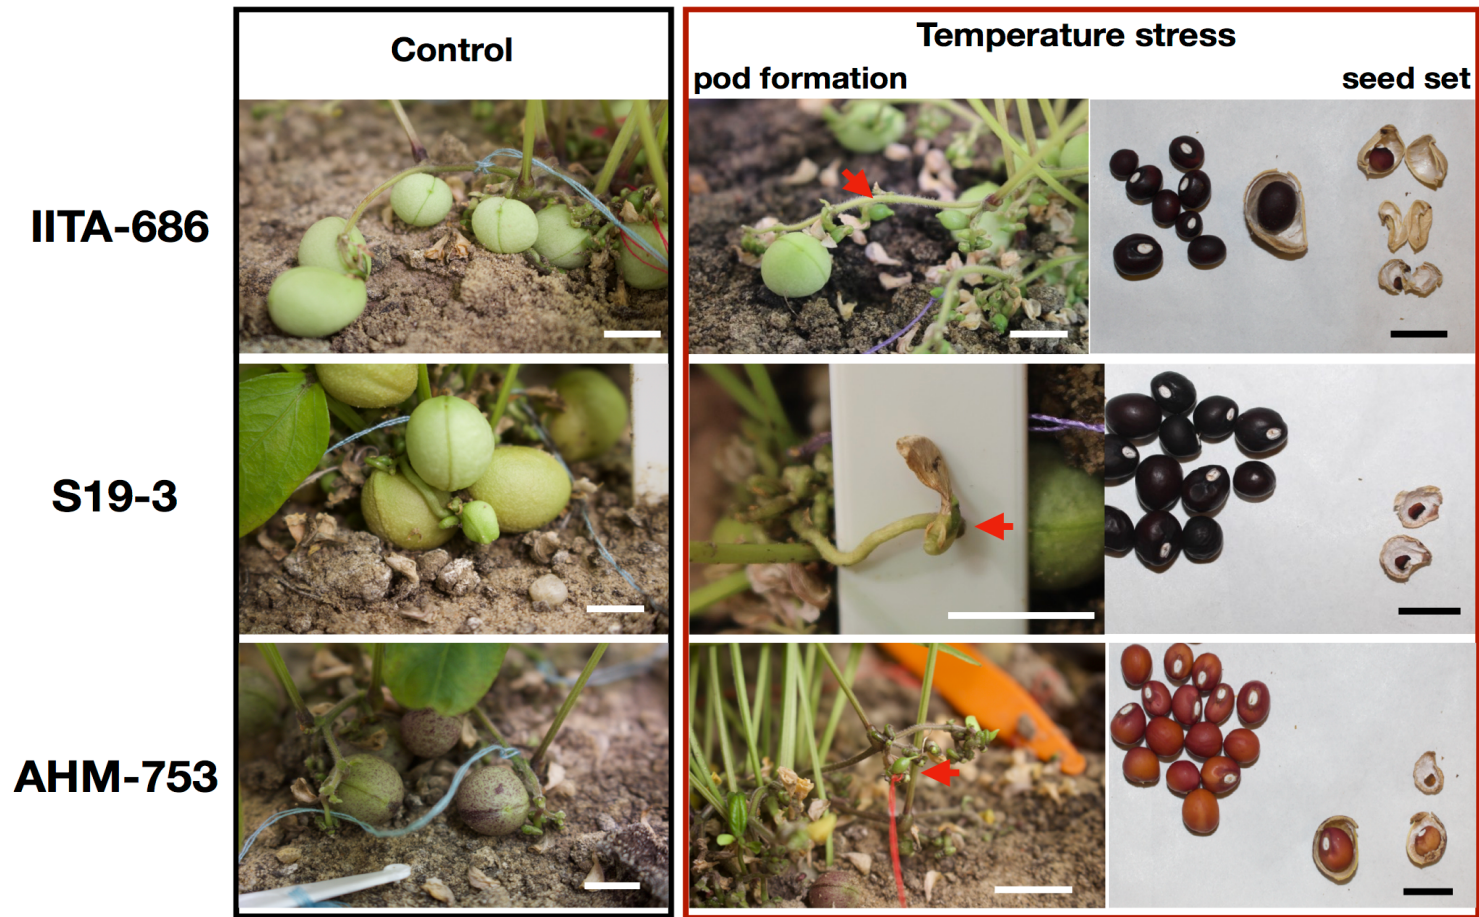 Control
Temperature stress
pod formation
seed set
IITA-686
S19-3
AHM-753